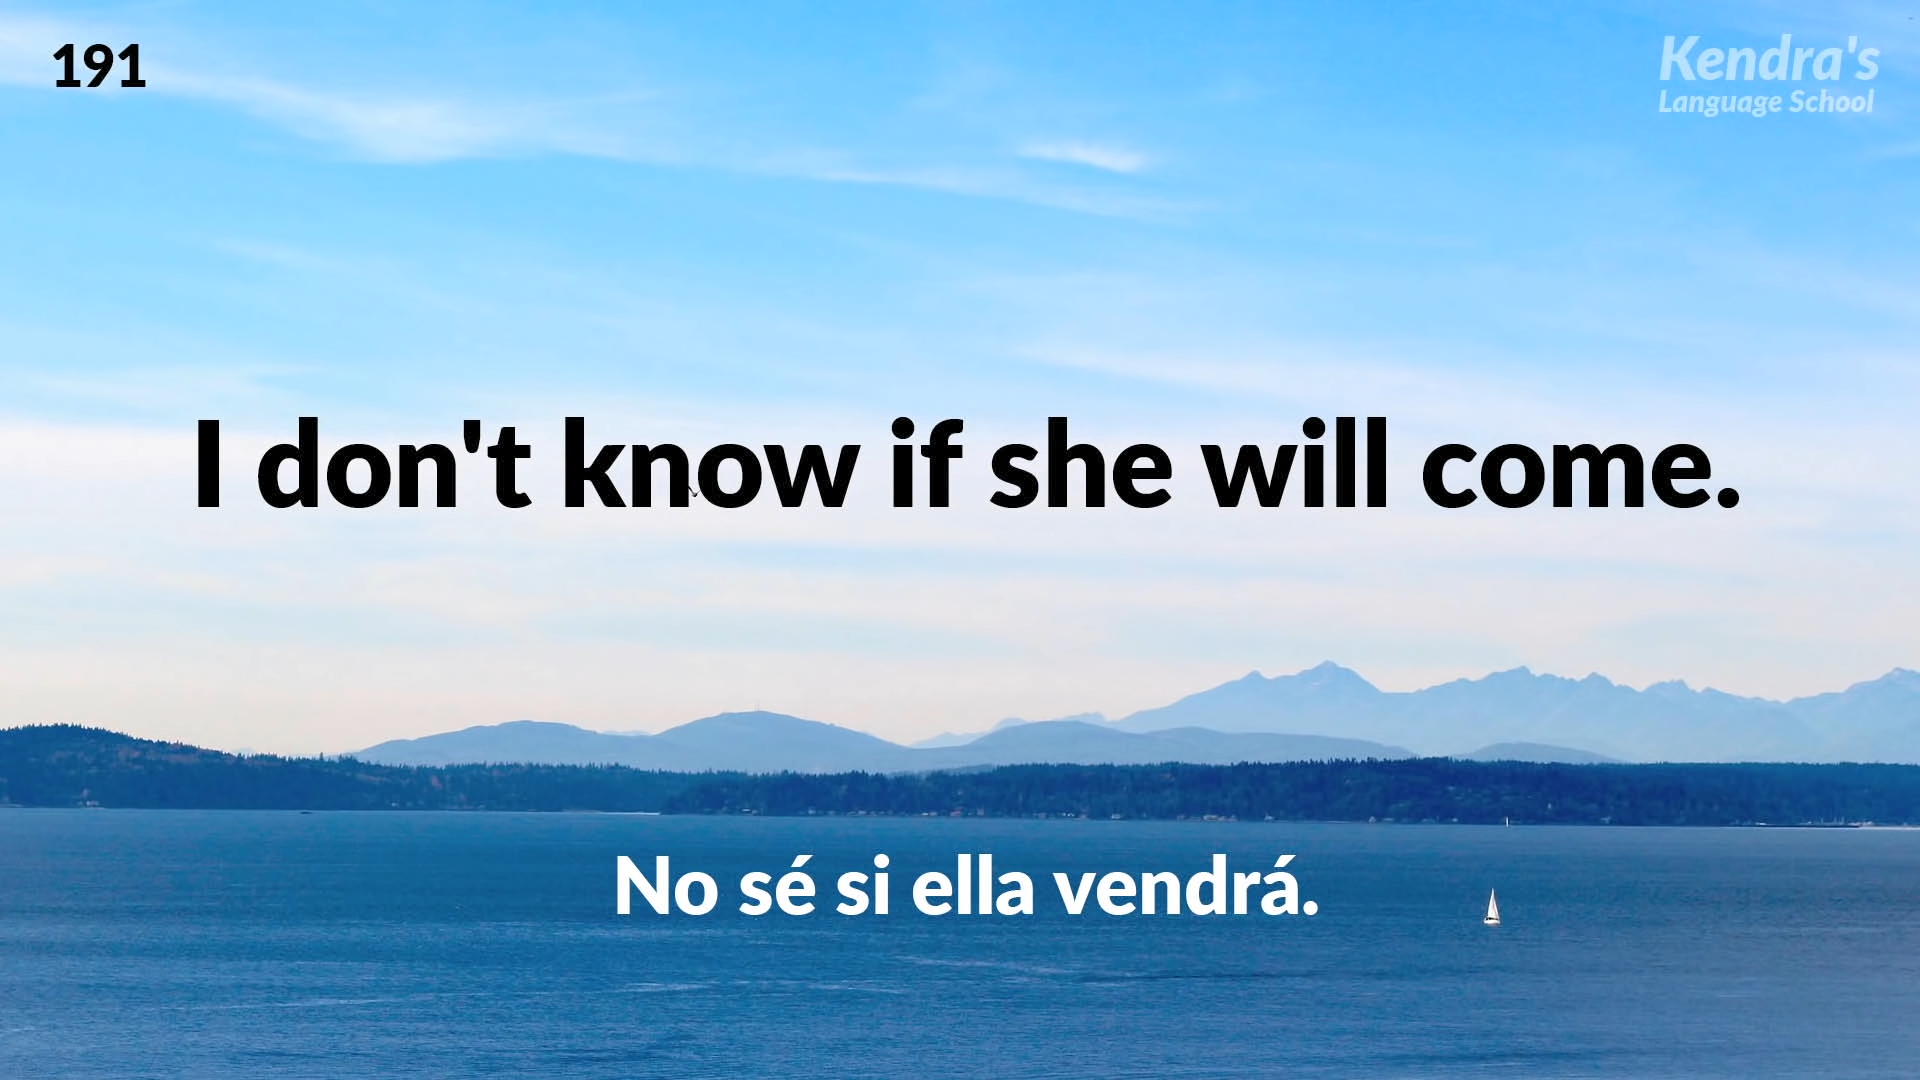 191
Kendra's
Language School
I don't know if she will come.
No sé si ella vendrá.